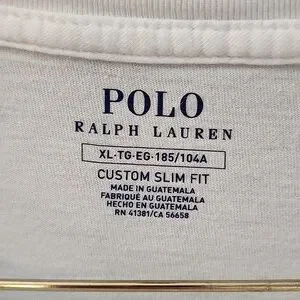 POLO
RALPH LAUREN
XL·TG·EG·185/104A
CUSTOM SLIM FIT
MADE IN GUATEMALA
FABRIQUÉ AU GUATEMALA
HECHO EN GUATEMALA
RN 41381/CA 56658